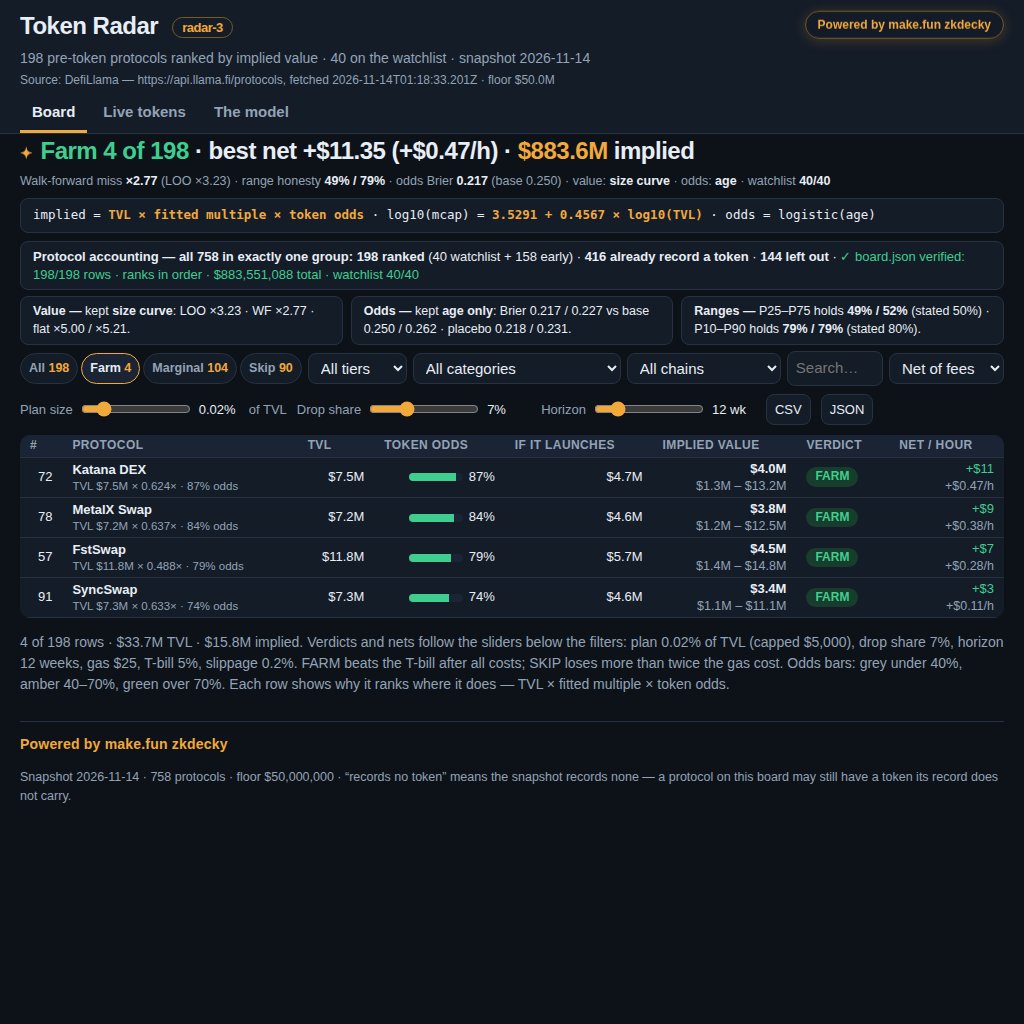 Token Radar radar-3 Powered by make.fun zkdecky
198 pre-token protocols ranked by implied value · 40 on the watchlist · snapshot 2026-11-14
Source: DefiLlama — https://api.llama.fi/protocols, fetched 2026-11-14T01:18:33.201Z · floor $50.0M
Board Live tokens The model
✦ Farm 4 of 198 · best net +$11.35 (+$0.47/h) · $883.6M implied
Walk-forward miss ×2.77 (LOO ×3.23) · range honesty 49% / 79% · odds Brier 0.217 (base 0.250) · value: size curve · odds: age · watchlist 40/40
implied = TVL × fitted multiple × token odds · log10(mcap) = 3.5291 + 0.4567 × log10(TVL) · odds = logistic(age)
Protocol accounting — all 758 in exactly one group: 198 ranked (40 watchlist + 158 early) · 416 already record a token · 144 left out · ✓ board.json verified:
198/198 rows · ranks in order · $883,551,088 total · watchlist 40/40
Value — kept size curve: LOO ×3.23 · WF ×2.77 ·
flat ×5.00 / ×5.21.
Odds — kept age only: Brier 0.217 / 0.127 vs base
0.250 / 0.262 · placebo 0.218 / 0.231.
Ranges — P25–P75 holds 49% / 52% (stated 50%) ·
P10–P90 holds 79% / 79% (stated 80%).
All 198 Farm 4 Marginal 104 Skip 90 All tiers All categories All chains Search… Net of fees
Plan size 0.02% of TVL Drop share 7% Horizon 12 wk CSV JSON
# PROTOCOL TVL TOKEN ODDS IF IT LAUNCHES IMPLIED VALUE VERDICT NET / HOUR
72 Katana DEX $7.5M 87% $4.7M $4.0M FARM +$11
TVL $7.5M × 0.624× · 87% odds $1.3M – $13.2M +$0.47/h
78 MetalX Swap $7.2M 84% $4.6M $3.8M FARM +$9
TVL $7.2M × 0.637× · 84% odds $1.2M – $12.5M +$0.38/h
57 FstSwap $11.8M 79% $5.7M $4.5M FARM +$7
TVL $11.8M × 0.488× · 79% odds $1.4M – $14.8M +$0.28/h
91 SyncSwap $7.3M 74% $4.6M $3.4M FARM +$3
TVL $7.3M × 0.633× · 74% odds $1.1M – $11.1M +$0.11/h
4 of 198 rows · $33.7M TVL · $15.8M implied. Verdicts and nets follow the sliders below the filters: plan 0.02% of TVL (capped $5,000), drop share 7%, horizon
12 weeks, gas $25, T-bill 5%, slippage 0.2%. FARM beats the T-bill after all costs; SKIP loses more than twice the gas cost. Odds bars: grey under 40%,
amber 40–70%, green over 70%. Each row shows why it ranks where it does — TVL × fitted multiple × token odds.
Powered by make.fun zkdecky
Snapshot 2026-11-14 · 758 protocols · floor $50,000,000 · “records no token” means the snapshot records none — a protocol on this board may still have a token its record does
not carry.